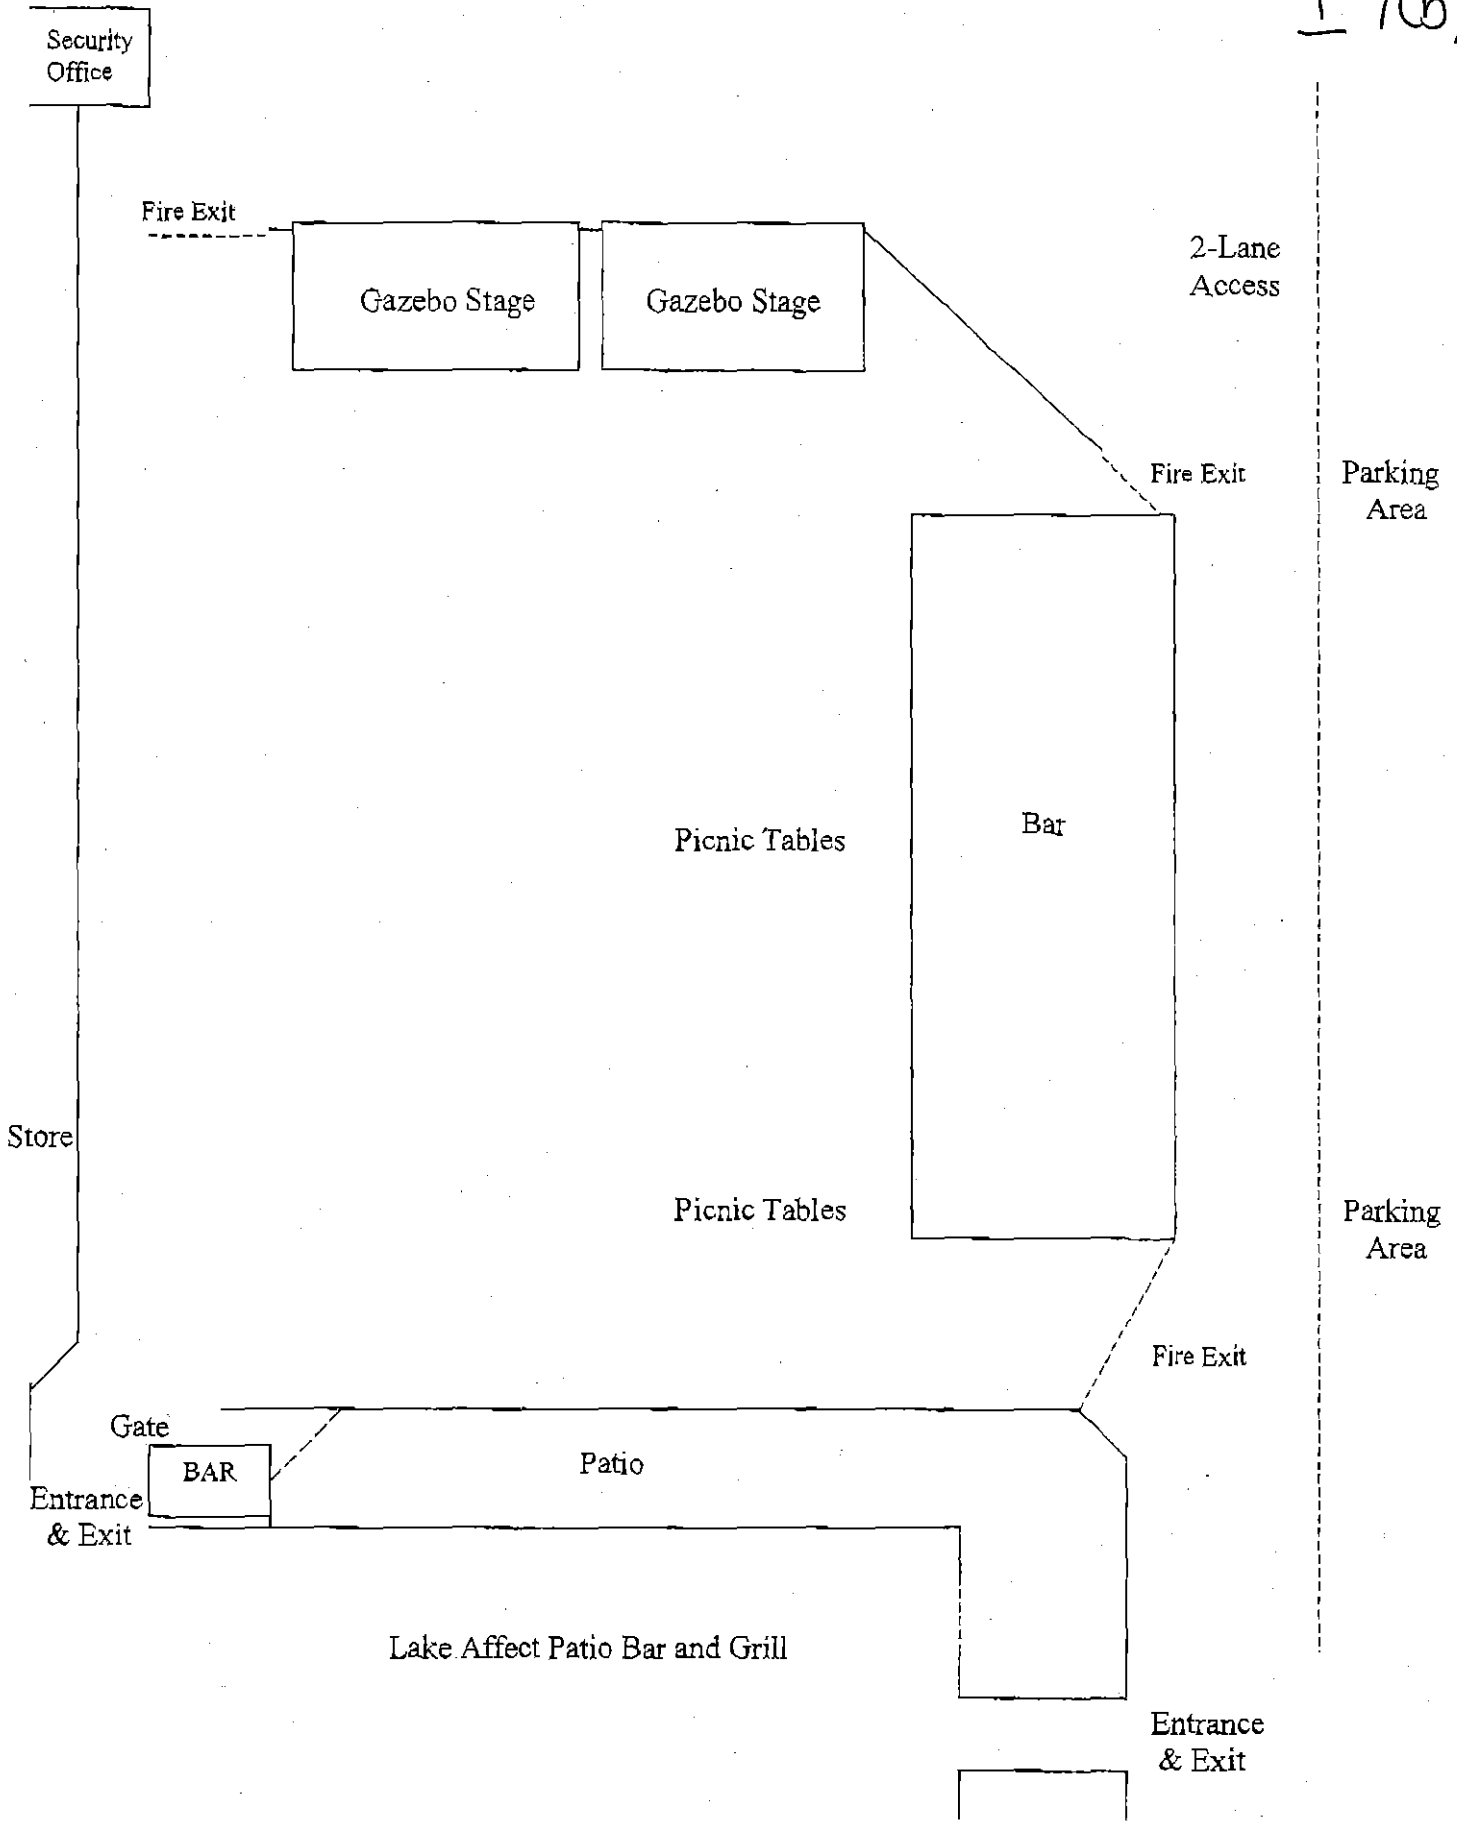 Security
Office
Fire Exit
Gazebo Stage
Gazebo Stage
2-Lane
Access
Fire Exit
Parking
Area
Picnic Tables
Bar
Store
Picnic Tables
Parking
Area
Fire Exit
Gate
BAR
Patio
Entrance
& Exit
Lake Affect Patio Bar and Grill
Entrance
& Exit